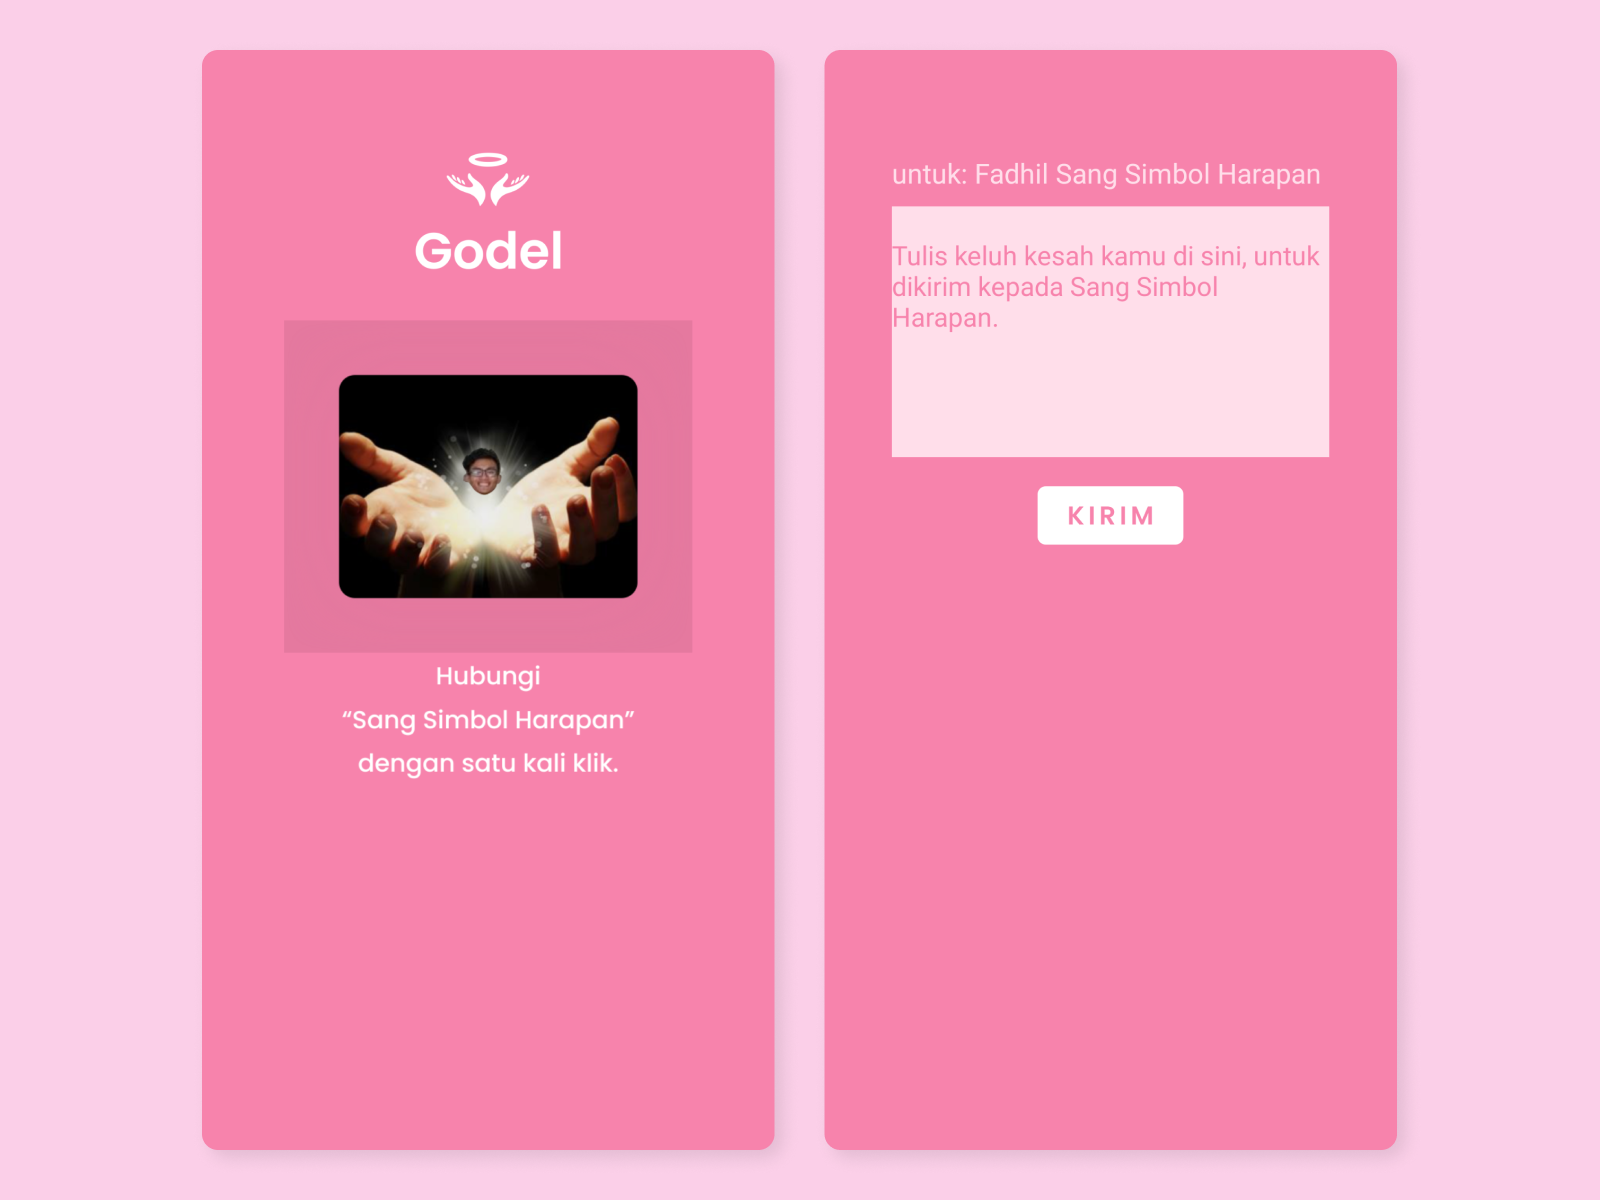 Godel
Hubungi
“Sang Simbol Harapan”
dengan satu kali klik.
untuk: Fadhil Sang Simbol Harapan
Tulis keluh kesah kamu di sini, untuk
dikirim kepada Sang Simbol
Harapan.
KIRIM